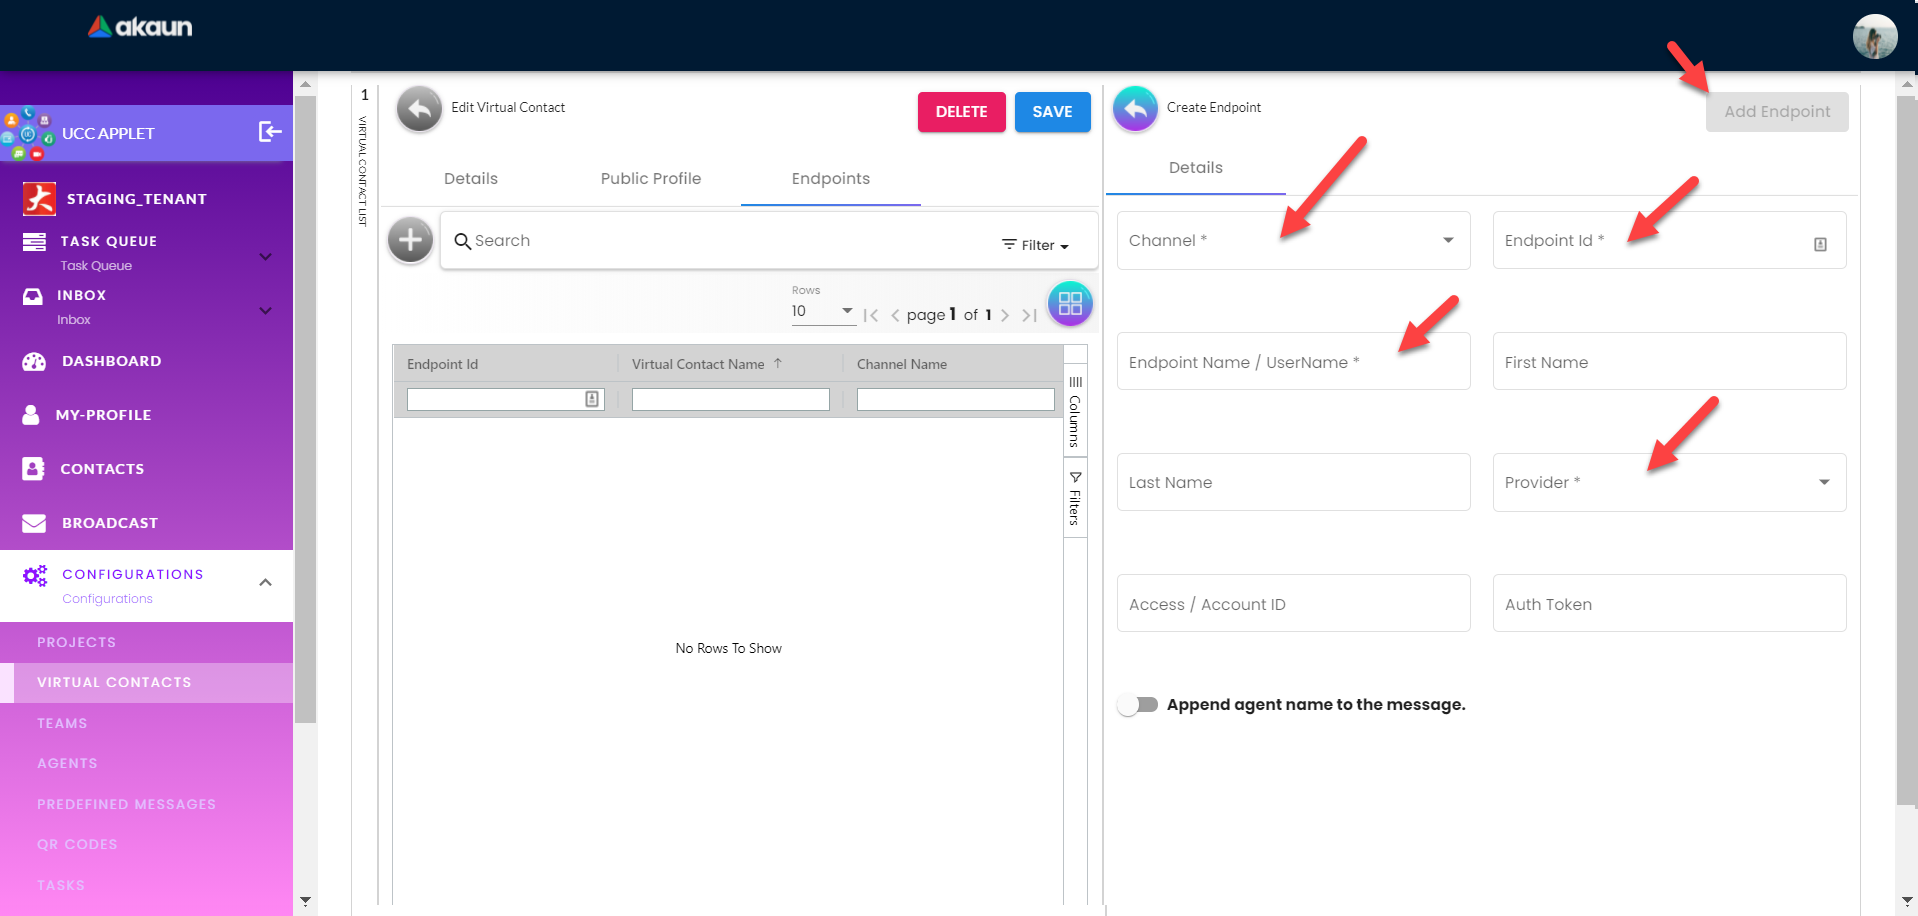 akaun
UCC APPLET
STAGING_TENANT
TASK QUEUE
Task Queue
INBOX
Inbox
DASHBOARD
MY-PROFILE
CONTACTS
BROADCAST
CONFIGURATIONS
Configurations
PROJECTS
VIRTUAL CONTACTS
TEAMS
AGENTS
PREDEFINED MESSAGES
QR CODES
TASKS
1
VIRTUAL CONTACT LIST
Edit Virtual Contact
DELETE
SAVE
Details
Public Profile
Endpoints
Search
Filter
Rows
10
page 1 of 1
Endpoint Id
Virtual Contact Name
Channel Name
Columns
Filters
No Rows To Show
Create Endpoint
Add Endpoint
Details
Channel *
Endpoint Id *
Endpoint Name / UserName *
First Name
Last Name
Provider *
Access / Account ID
Auth Token
Append agent name to the message.